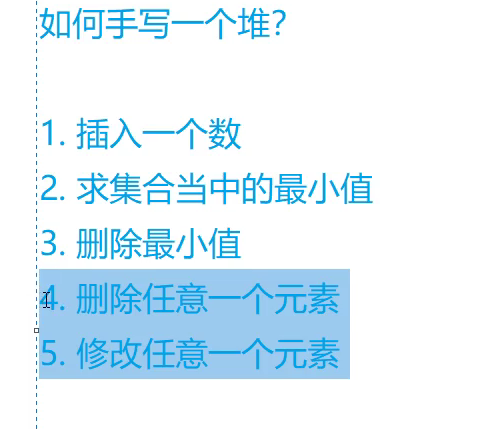 如何手写一个堆?
1. 插入一个数
2. 求集合当中的最小值
3. 删除最小值
4. 删除任意一个元素
5. 修改任意一个元素